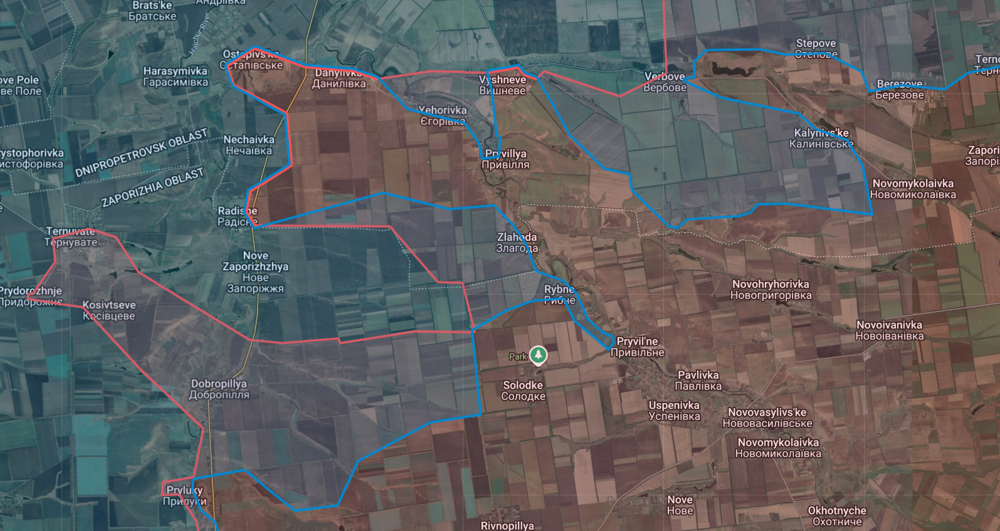 Андріївка
Brats'ke
Братське
Haichur River
Ostapivs'ke
Остапівське
Harasymivka
Гарасимівка
Danylivka
Данилівка
Vyshneve
Вишневе
Verbove
Вербове
Stepove
Степове
Berezove
Березове
ove Pole
ве Поле
Yehorivka
Єгорівка
Nechaivka
Нечаївка
Kalynivs'ke
Калинівське
DNIPROPETROVSK OBLAST
ZAPORIZHIA OBLAST
rystophorivka
истофорівка
Pryvillya
Привілля
Zapori
Запорі
Novomykolaivka
Новомиколаївка
Radisne
Радісне
Ternuvate
Тернувате
Zlahoda
Злагода
Nove
Zaporizhzhya
Нове
Запоріжжя
Prydorozhnje
Придорожнє
Kosivtseve
Косівцеве
Rybne
Рибне
Novohryhorivka
Новогригорівка
Novoivanivka
Новоіванівка
Pryvil'ne
Привільне
Park
Dobropillya
Добропілля
Solodke
Солодке
Pavlivka
Павлівка
Uspenivka
Успенівка
Novovasylivs'ke
Нововасилівське
Novomykolaivka
Новомиколаївка
Pryluky
Прилуки
Nove
Нове
Okhotnyche
Охотниче
Rivnopillya